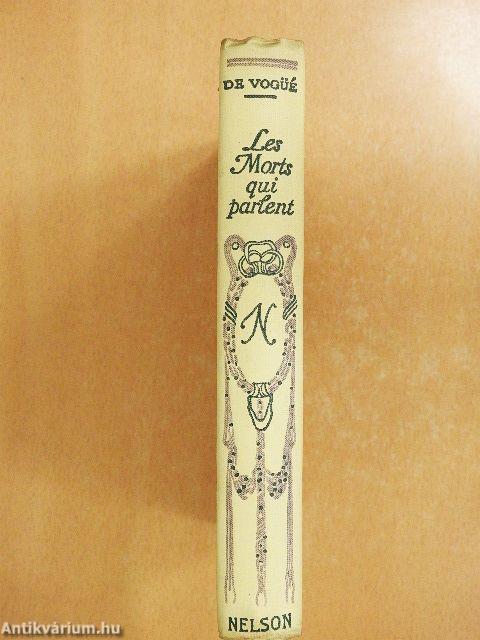 DE VOGÜÉ
Les
Morts
qui
parlent
N
NELSON
Antikvárium.hu